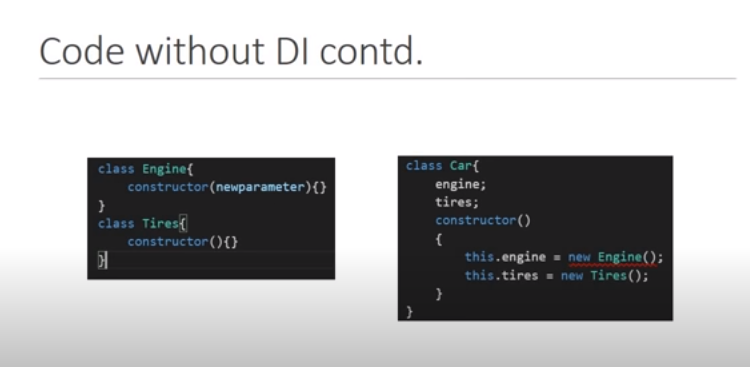 Code without DI contd.
class Engine{
constructor(newparameter){}
}
class Tires{
constructor(){}
}
class Car{
engine;
tires;
constructor()
{
this.engine = new Engine();
this.tires = new Tires();
}
}